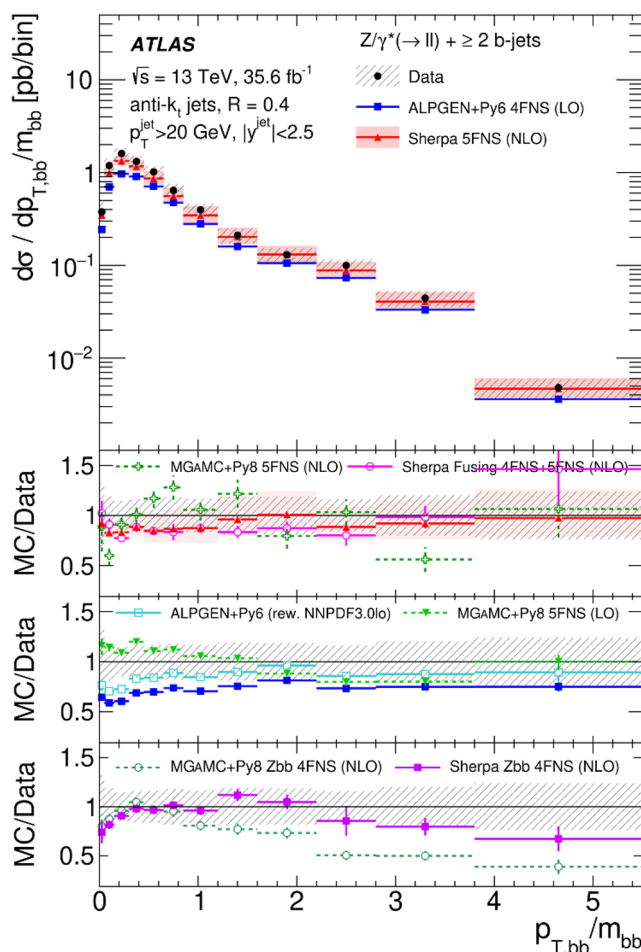 ATLAS
√s = 13 TeV, 35.6 fb⁻¹
anti-kₜ jets, R = 0.4
p_T^jet>20 GeV, |y^jet|<2.5
Z/γ*(→ ll) + ≥ 2 b-jets
Data
ALPGEN+Py6 4FNS (LO)
Sherpa 5FNS (NLO)
dσ / dp_T,bb/m_bb [pb/bin]
10
1
10⁻¹
10⁻²
MGAMC+Py8 5FNS (NLO)
Sherpa Fusing 4FNS+5FNS (NLO)
MC/Data
1.5
1
0.5
ALPGEN+Py6 (rew. NNPDF3.0lo)
MGAMC+Py8 5FNS (LO)
MC/Data
1.5
1
0.5
MGAMC+Py8 Zbb 4FNS (NLO)
Sherpa Zbb 4FNS (NLO)
MC/Data
1.5
1
0.5
0 1 2 3 4 5
p_T,bb/m_bb